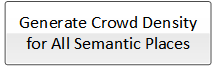 Generate Crowd Density
for All Semantic Places